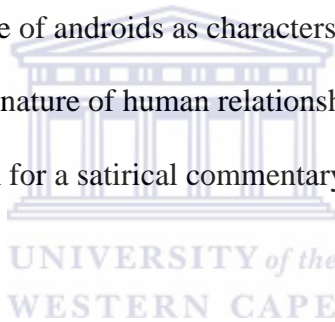 e of androids as characters
nature of human relationsh
for a satirical commentary
UNIVERSITY of the
WESTERN CAPE